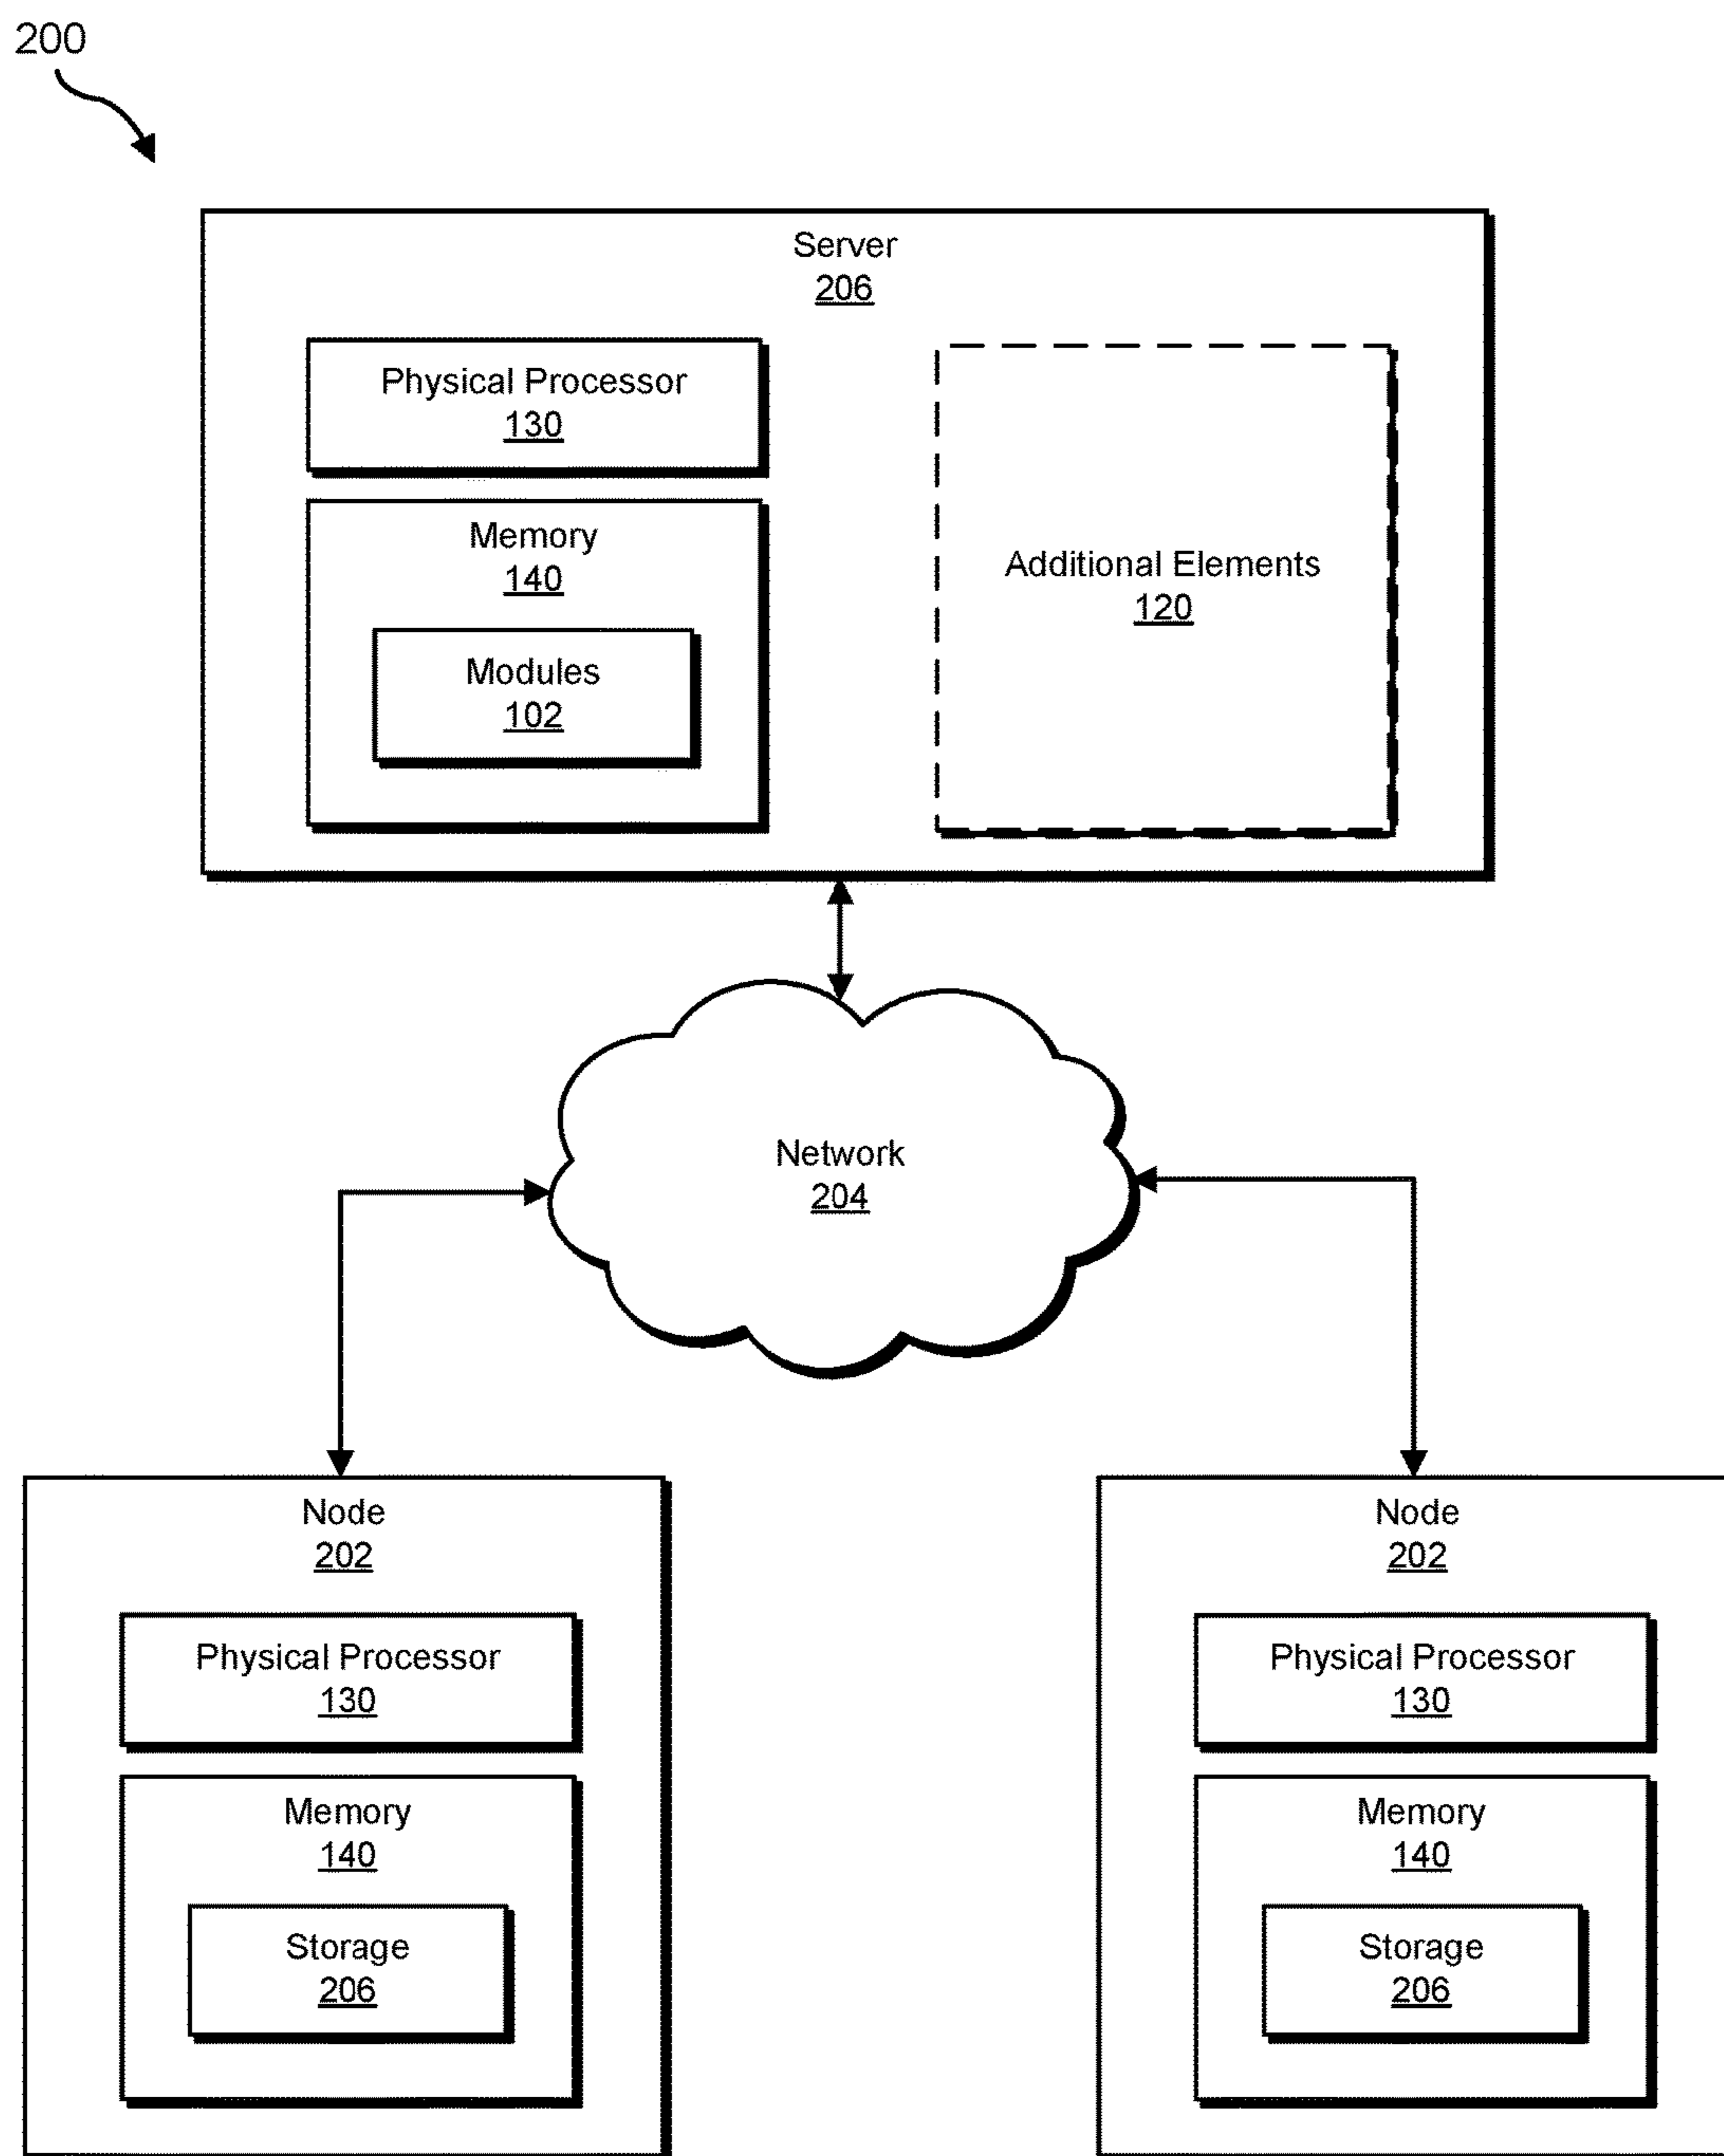 200
Server
206
Physical Processor
130
Memory
140
Modules
102
Additional Elements
120
Network
204
Node
202
Physical Processor
130
Memory
140
Storage
206
Node
202
Physical Processor
130
Memory
140
Storage
206